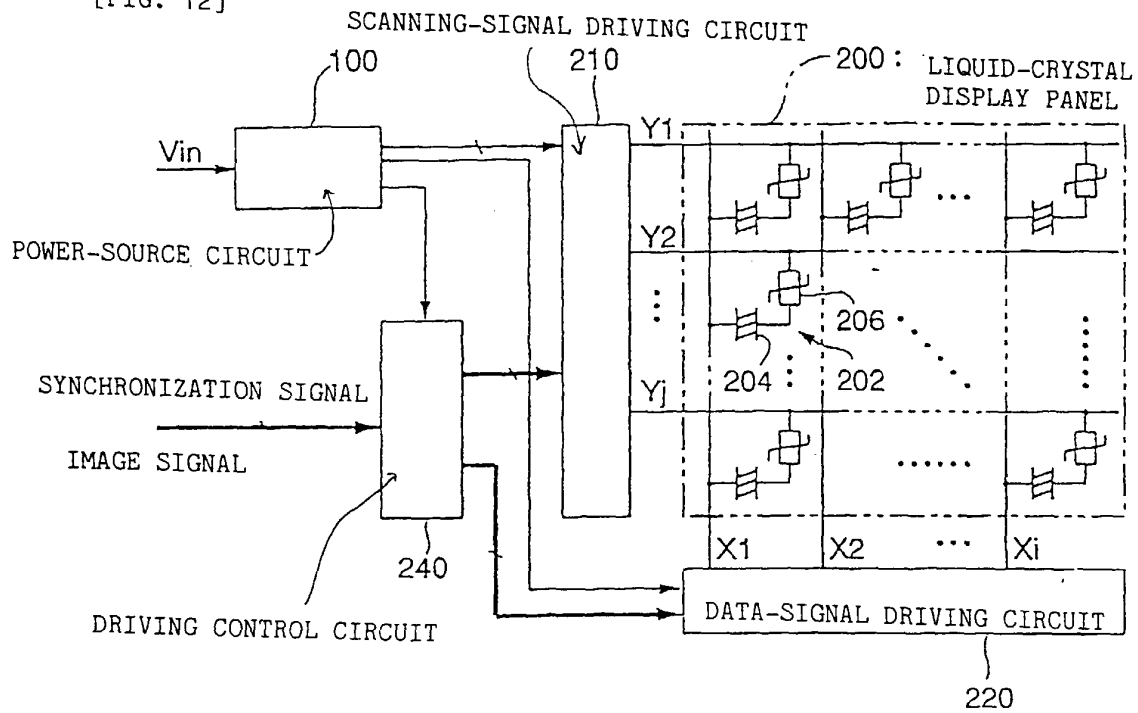 [FIG. 12]
SCANNING-SIGNAL DRIVING CIRCUIT
100
210
200 : LIQUID-CRYSTAL
DISPLAY PANEL
Vin
Y1
POWER-SOURCE CIRCUIT
Y2
206
204
202
SYNCHRONIZATION SIGNAL
Yj
IMAGE SIGNAL
X1
X2
Xi
240
DRIVING CONTROL CIRCUIT
DATA-SIGNAL DRIVING CIRCUIT
220